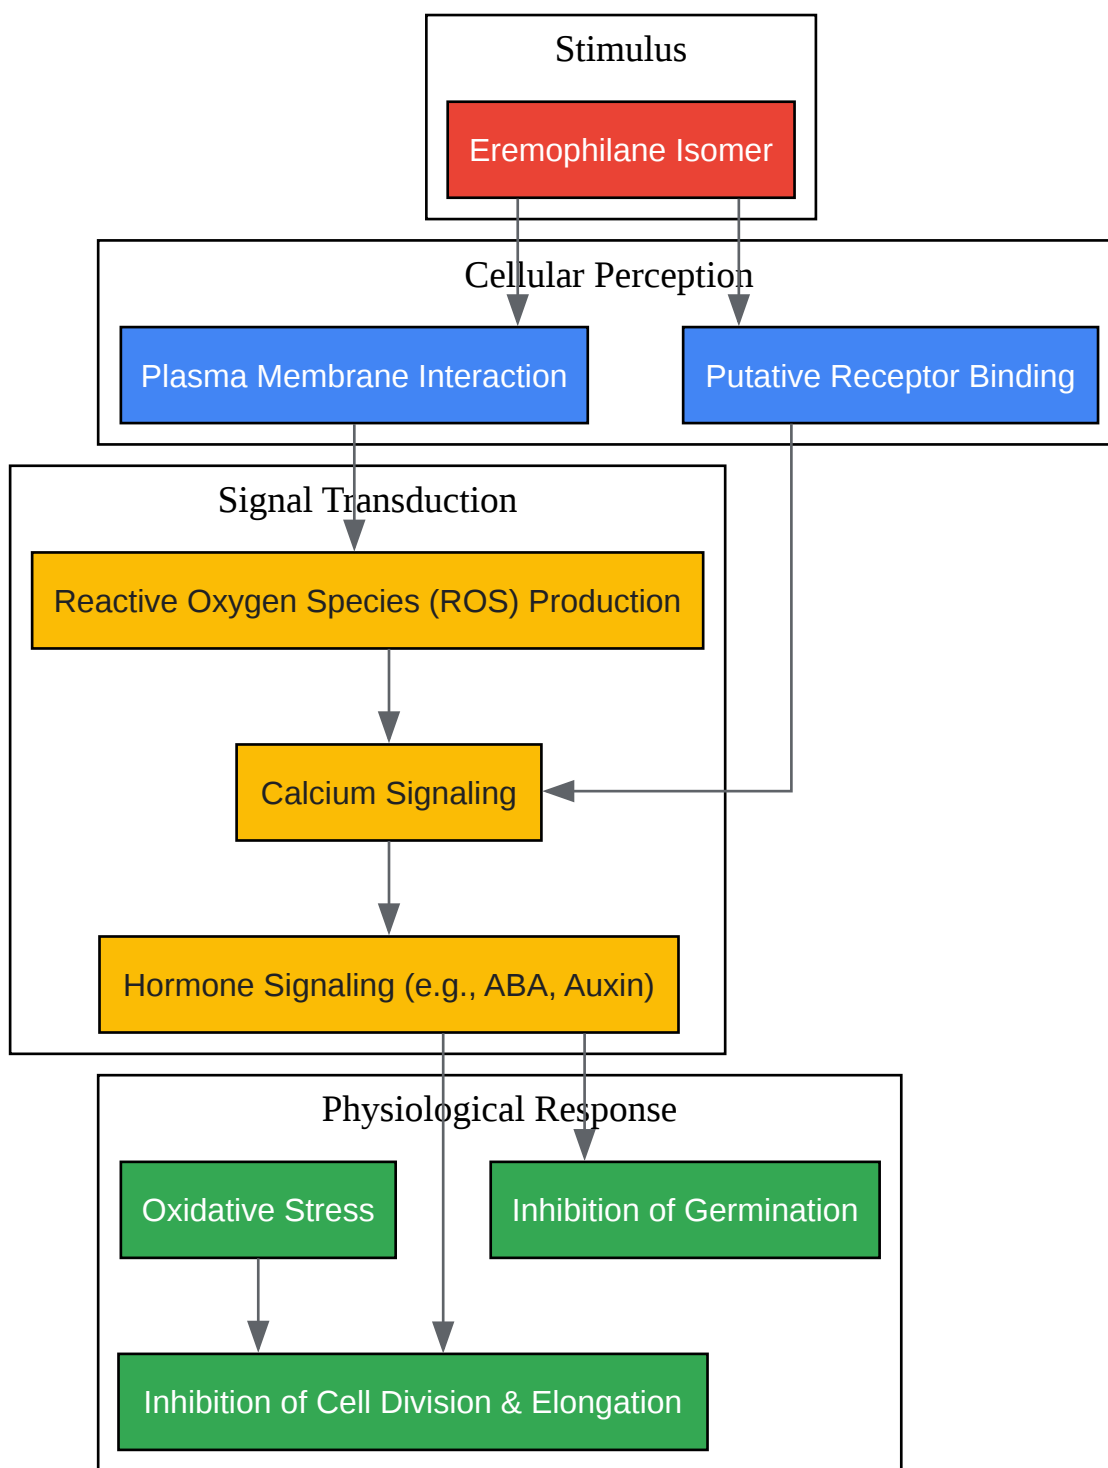 Stimulus
Eremophilane Isomer
Cellular Perception
Plasma Membrane Interaction
Putative Receptor Binding
Signal Transduction
Reactive Oxygen Species (ROS) Production
Calcium Signaling
Hormone Signaling (e.g., ABA, Auxin)
Physiological Response
Oxidative Stress
Inhibition of Germination
Inhibition of Cell Division & Elongation